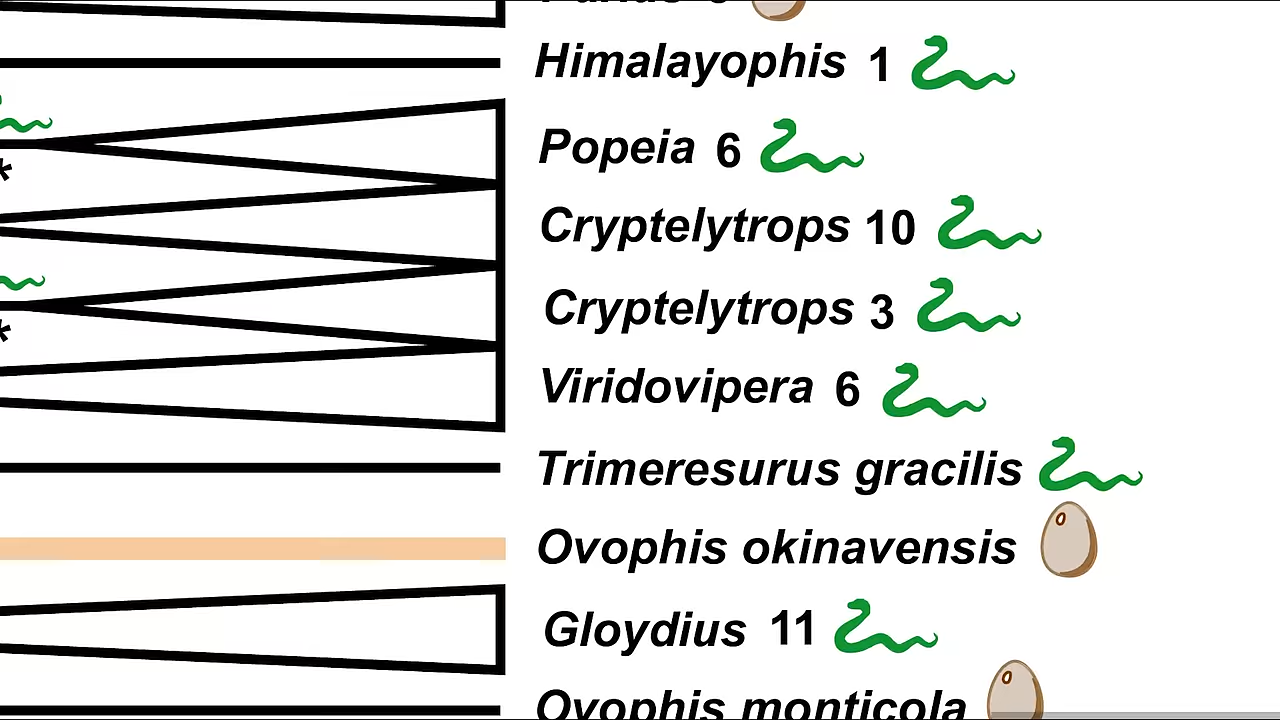 Himalayophis 1
Popeia 6
*
Cryptelytrops 10
Cryptelytrops 3
*
Viridovipera 6
Trimeresurus gracilis
Ovophis okinavensis
Gloydius 11
Ovophis monticola